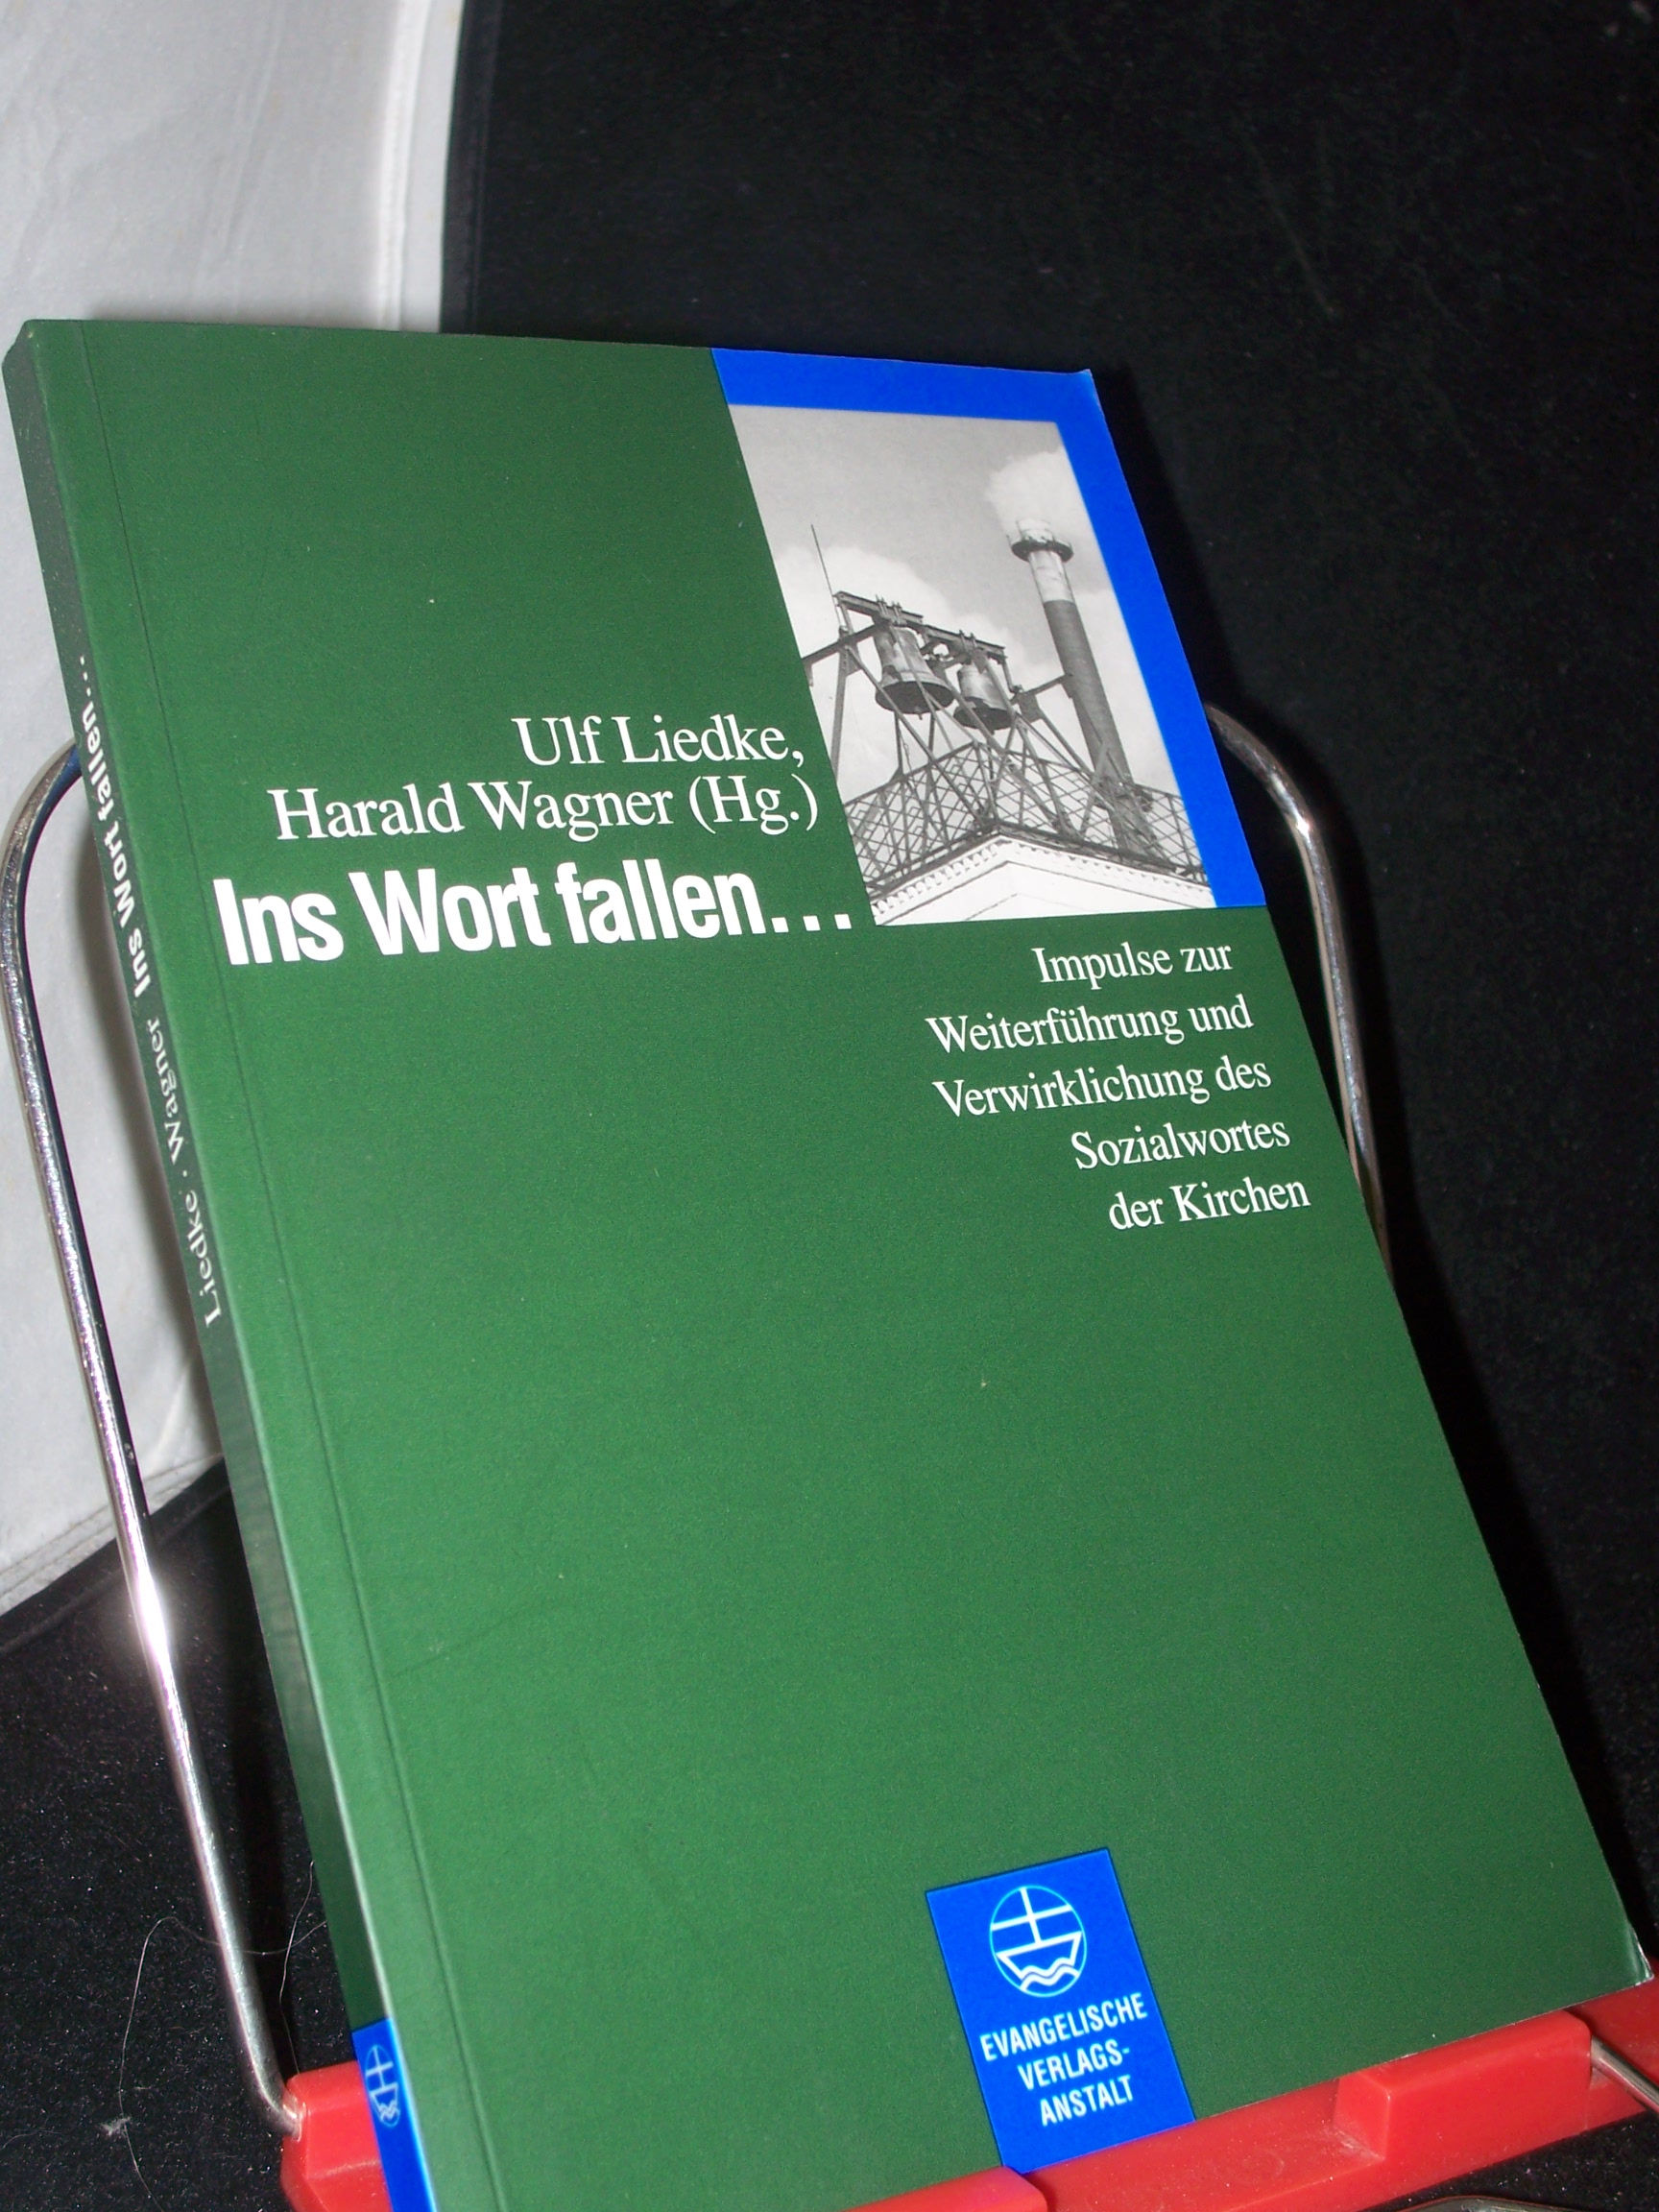 Ulf Liedke,
Harald Wagner (Hg.)
Ins Wort fallen...
Impulse zur
Weiterführung und
Verwirklichung des
Sozialwortes
der Kirchen
EVANGELISCHE
VERLAGS-
ANSTALT
Liedke · Wagner Ins Wort fallen...